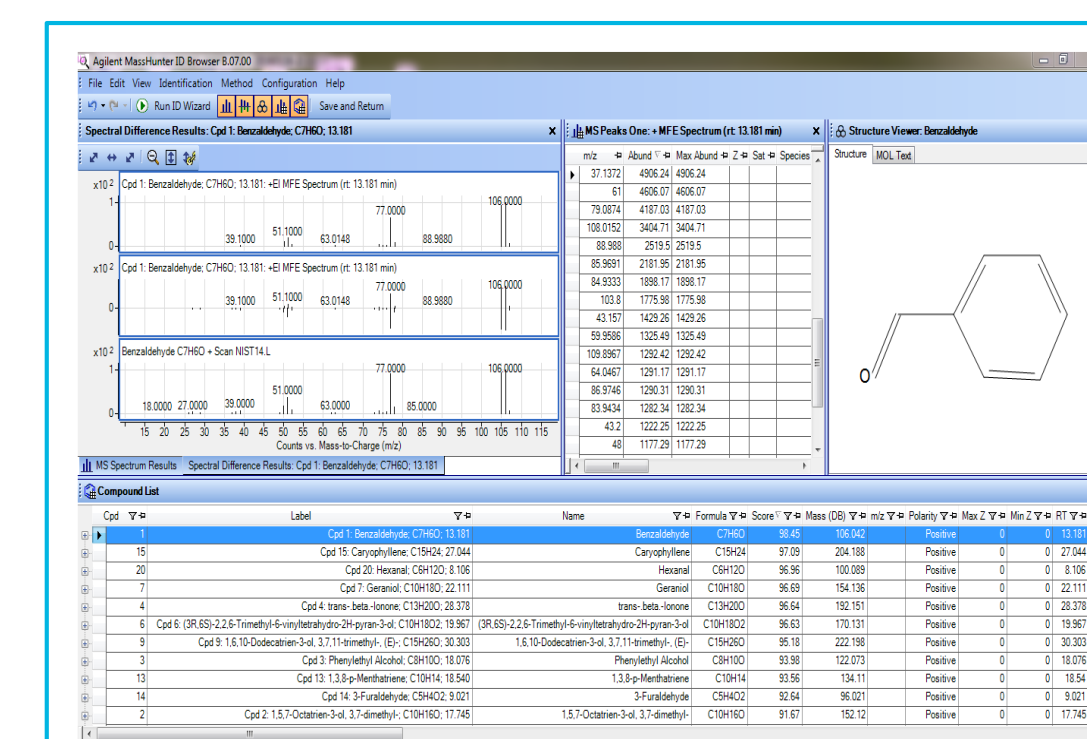 Agilent MassHunter ID Browser B.07.00
File Edit View Identification Method Configuration Help
Run ID Wizard Save and Return
Spectral Difference Results: Cpd 1: Benzaldehyde; C7H6O; 13.181 x
x10 2 Cpd 1: Benzaldehyde; C7H6O; 13.181: +EI MFE Spectrum (rt: 13.181 min)
1
0
39.1000 51.1000 63.0148 77.0000 88.9880 106.0000
x10 2 Cpd 1: Benzaldehyde; C7H6O; 13.181: +EI MFE Spectrum (rt: 13.181 min)
0
39.1000 51.1000 63.0148 77.0000 88.9880 106.0000
x10 2 Benzaldehyde C7H6O + Scan NIST14.L
1
0
18.0000 27.0000 39.0000 51.0000 63.0000 77.0000 85.0000 106.0000
15 20 25 30 35 40 45 50 55 60 65 70 75 80 85 90 95 100 105 110 115
Counts vs. Mass-to-Charge (m/z)
MS Spectrum Results Spectral Difference Results: Cpd 1: Benzaldehyde; C7H6O; 13.181
MS Peaks One: + MFE Spectrum (rt: 13.181 min) x
m/z Abund Max Abund Z Sat Species
37.1372 4906.24 4906.24
61 4606.07 4606.07
79.0874 4187.03 4187.03
108.0152 3404.71 3404.71
88.988 2519.5 2519.5
85.9691 2181.95 2181.95
84.9333 1898.17 1898.17
103.8 1775.98 1775.98
43.157 1429.26 1429.26
59.9586 1325.49 1325.49
109.8967 1292.42 1292.42
64.0467 1291.17 1291.17
86.9746 1290.31 1290.31
83.9434 1282.34 1282.34
43.2 1222.25 1222.25
48 1177.29 1177.29
Structure Viewer: Benzaldehyde
Structure MOL Text
O
Compound List
Cpd Label Name Formula Score Mass (DB) m/z Polarity Max Z Min Z RT
1 Cpd 1: Benzaldehyde; C7H6O; 13.181 Benzaldehyde C7H6O 98.45 106.042 Positive 0 0 13.181
15 Cpd 15: Caryophyllene; C15H24; 27.044 Caryophyllene C15H24 97.09 204.188 Positive 0 0 27.044
20 Cpd 20: Hexanal; C6H12O; 8.106 Hexanal C6H12O 96.96 100.089 Positive 0 0 8.106
7 Cpd 7: Geraniol; C10H18O; 22.111 Geraniol C10H18O 96.69 154.136 Positive 0 0 22.111
4 Cpd 4: trans-.beta.-Ionone; C13H20O; 28.378 trans-.beta.-Ionone C13H20O 96.64 192.151 Positive 0 0 28.378
6 Cpd 6: (3R,6S)-2,2,6-Trimethyl-6-vinyltetrahydro-2H-pyran-3-ol; C10H18O2; 19.967 (3R,6S)-2,2,6-Trimethyl-6-vinyltetrahydro-2H-pyran-3-ol C10H18O2 96.63 170.131 Positive 0 0 19.967
9 Cpd 9: 1,6,10-Dodecatrien-3-ol, 3,7,11-trimethyl-, (E)-; C15H26O; 30.303 1,6,10-Dodecatrien-3-ol, 3,7,11-trimethyl-, (E)- C15H26O 95.18 222.198 Positive 0 0 30.303
3 Cpd 3: Phenylethyl Alcohol; C8H10O; 18.076 Phenylethyl Alcohol C8H10O 93.98 122.073 Positive 0 0 18.076
13 Cpd 13: 1,3,8-p-Menthatriene; C10H14; 18.540 1,3,8-p-Menthatriene C10H14 93.56 134.11 Positive 0 0 18.54
14 Cpd 14: 3-Furaldehyde; C5H4O2; 9.021 3-Furaldehyde C5H4O2 92.64 96.021 Positive 0 0 9.021
2 Cpd 2: 1,5,7-Octatrien-3-ol, 3,7-dimethyl-; C10H16O; 17.745 1,5,7-Octatrien-3-ol, 3,7-dimethyl- C10H16O 91.67 152.12 Positive 0 0 17.745